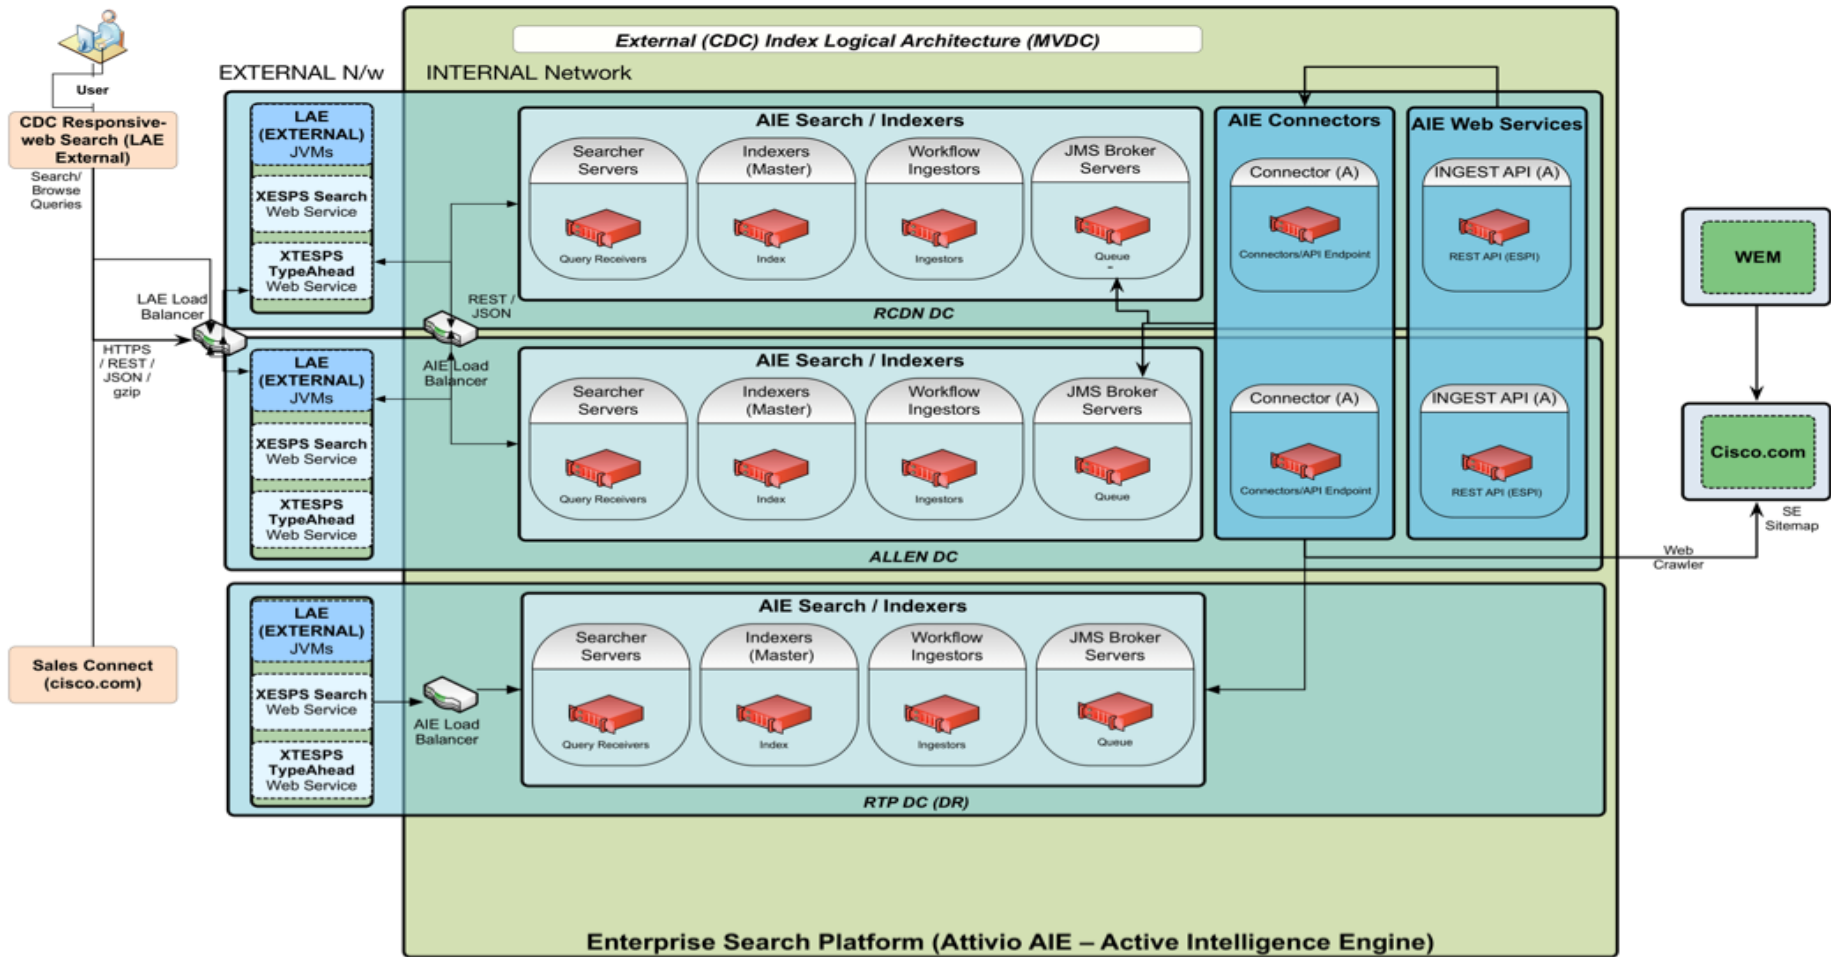 External (CDC) Index Logical Architecture (MVDC)
EXTERNAL N/w
INTERNAL Network
User
CDC Responsive-
web Search (LAE
External)
Search/
Browse
Queries
LAE Load
Balancer
HTTPS
/ REST /
JSON /
gzip
Sales Connect
(cisco.com)
LAE
(EXTERNAL)
JVMs
XESPS Search
Web Service
XTESPS
TypeAhead
Web Service
REST /
JSON
AIE Load
Balancer
AIE Search / Indexers
Searcher
Servers
Query Receivers
Indexers
(Master)
Index
Workflow
Ingestors
Ingestors
JMS Broker
Servers
Queue
-
RCDN DC
AIE Connectors
Connector (A)
Connectors/API Endpoint
AIE Web Services
INGEST API (A)
REST API (ESPI)
LAE
(EXTERNAL)
JVMs
XESPS Search
Web Service
XTESPS
TypeAhead
Web Service
AIE Search / Indexers
Searcher
Servers
Query Receivers
Indexers
(Master)
Index
Workflow
Ingestors
Ingestors
JMS Broker
Servers
Queue
ALLEN DC
Connector (A)
Connectors/API Endpoint
INGEST API (A)
REST API (ESPI)
WEM
Cisco.com
SE
Sitemap
Web
Crawler
LAE
(EXTERNAL)
JVMs
XESPS Search
Web Service
XTESPS
TypeAhead
Web Service
AIE Load
Balancer
AIE Search / Indexers
Searcher
Servers
Query Receivers
Indexers
(Master)
Index
Workflow
Ingestors
Ingestors
JMS Broker
Servers
Queue
RTP DC (DR)
Enterprise Search Platform (Attivio AIE – Active Intelligence Engine)